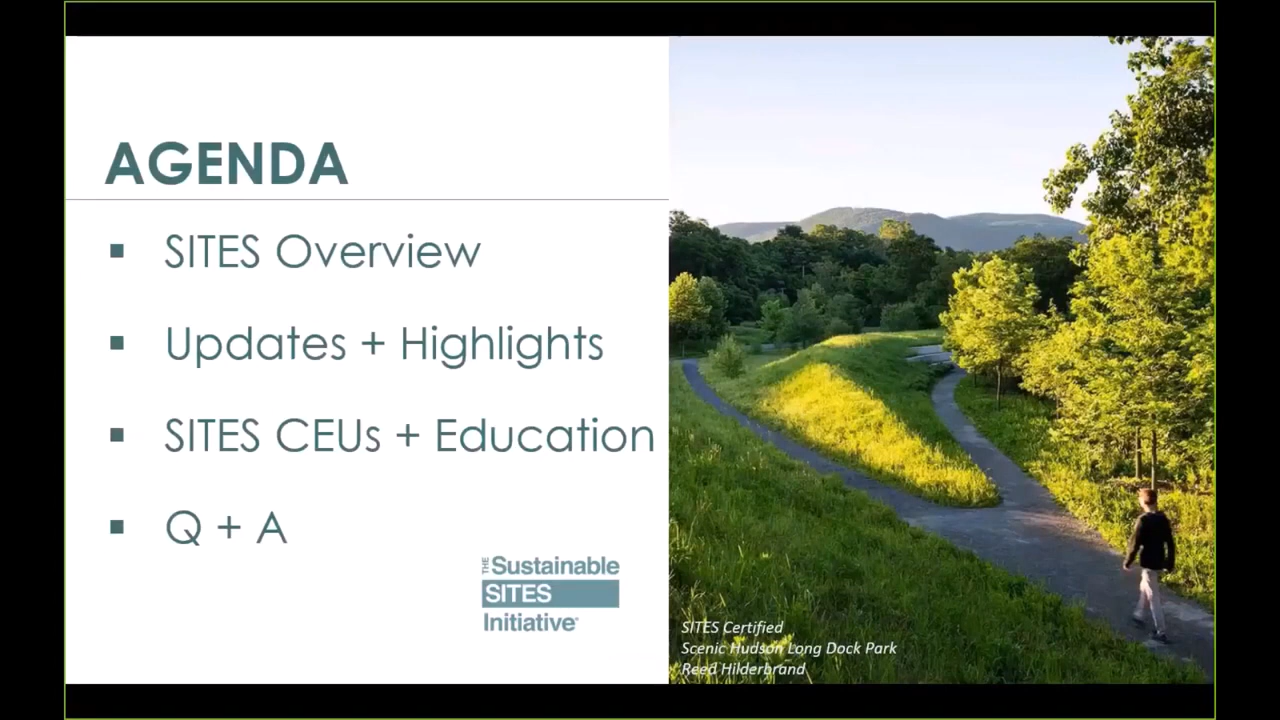 AGENDA
▪ SITES Overview
▪ Updates + Highlights
▪ SITES CEUs + Education
▪ Q + A
THE Sustainable
SITES
Initiative®
SITES Certified
Scenic Hudson Long Dock Park
Reed Hilderbrand